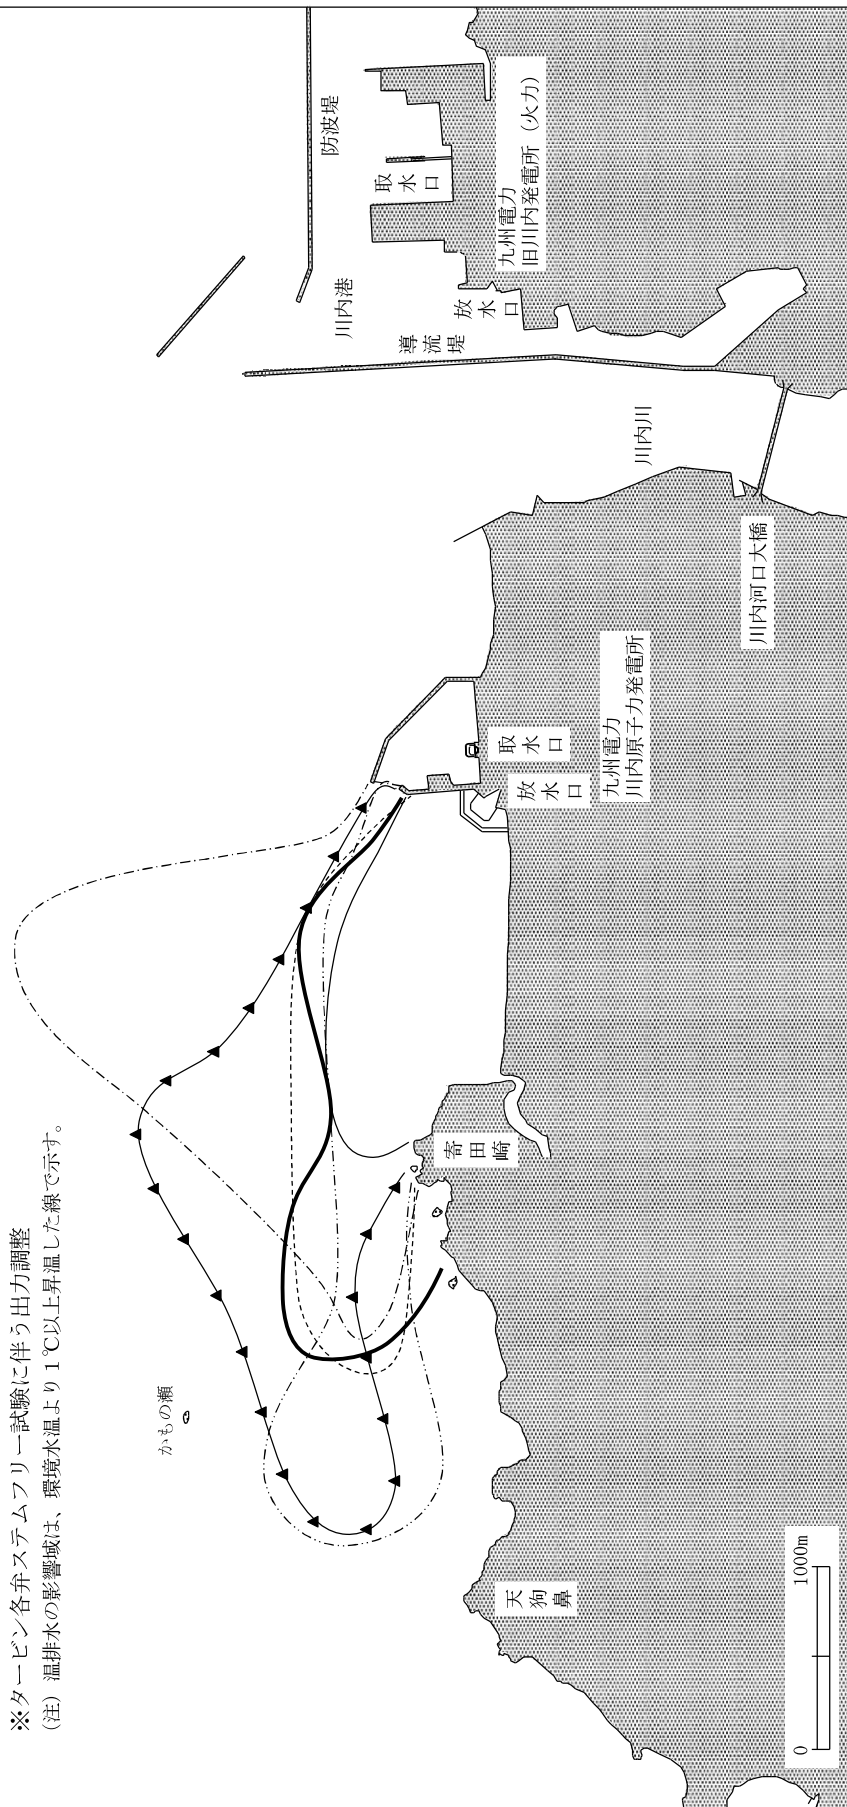 ※タービン各弁ステムフリー試験に伴う出力調整
(注) 温排水の影響域は、環境水温より1℃以上昇温した線で示す。
かもの瀬
防波堤
川内港
取水口
放水口
導流堤
九州電力
旧川内発電所（火力）
川内川
川内河口大橋
取水口
放水口
九州電力
川内原子力発電所
寄田崎
天狗鼻
0
1000m